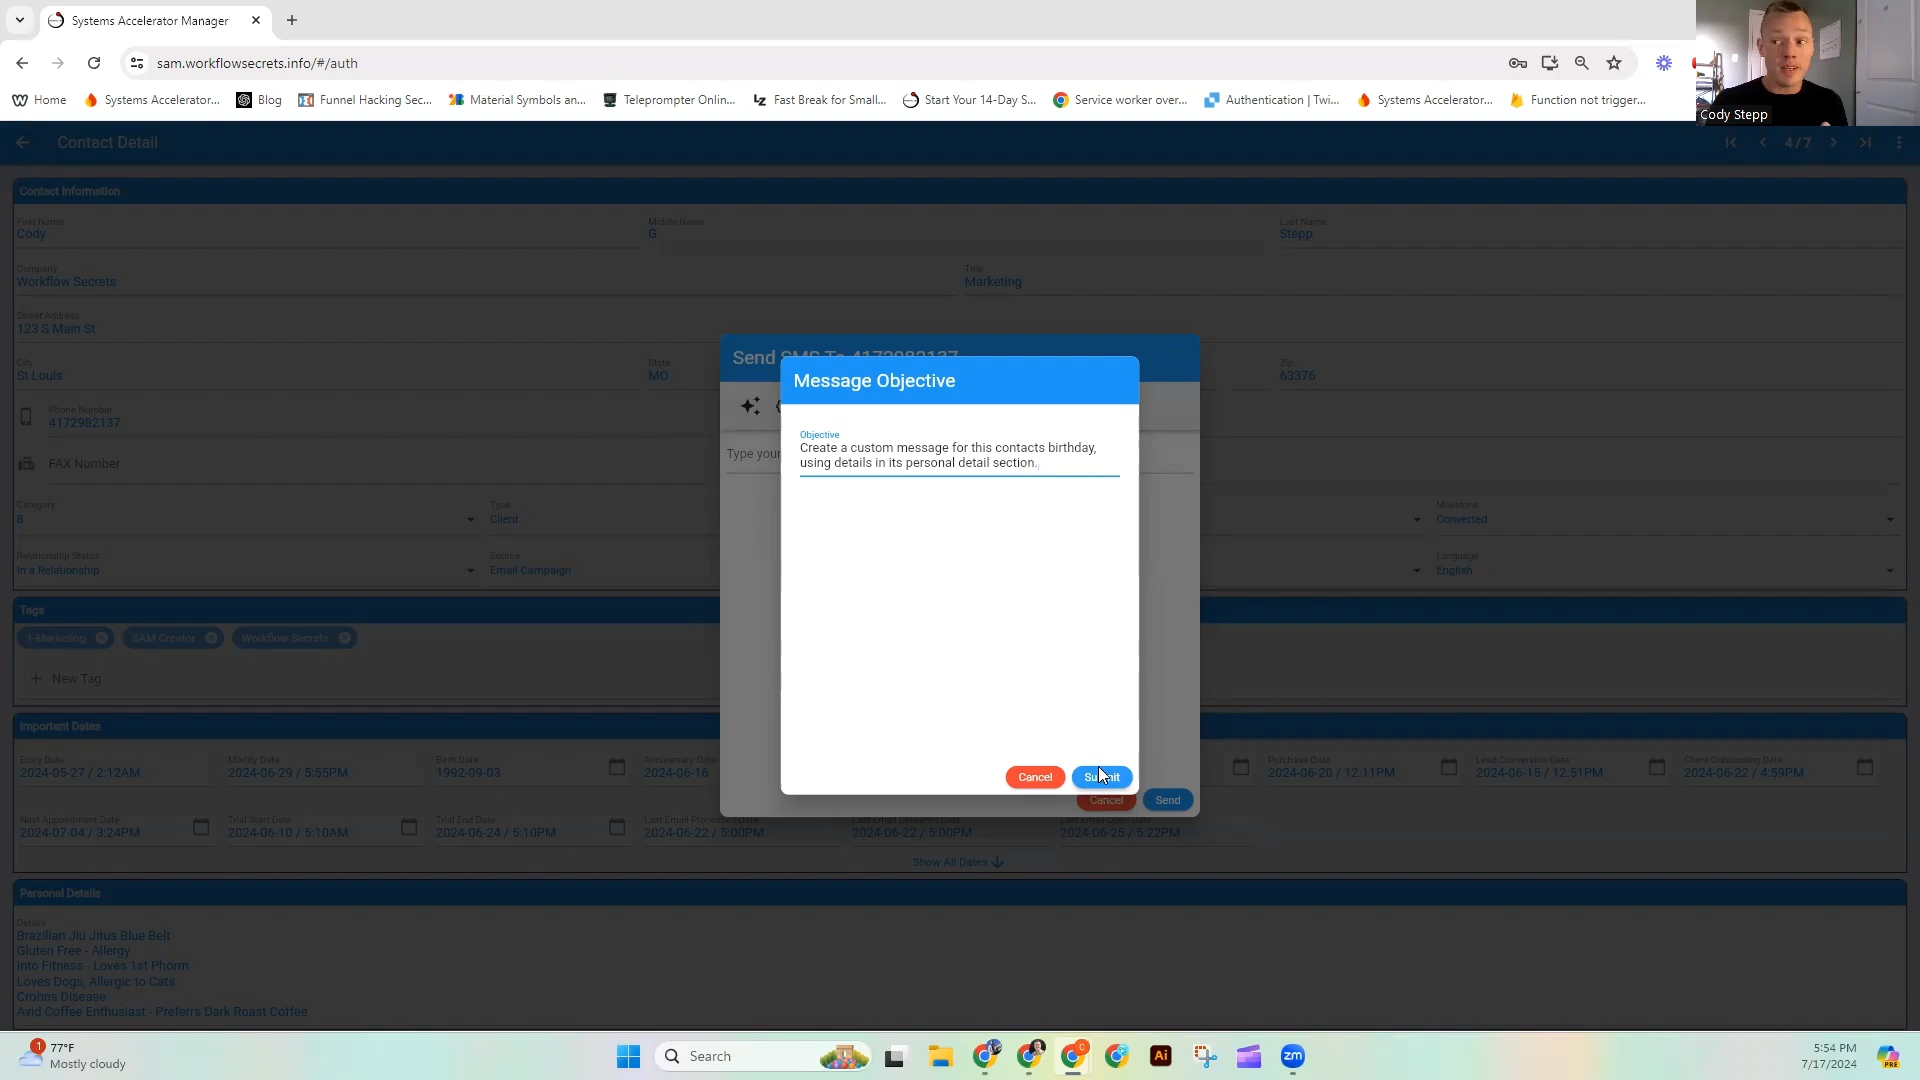 Systems Accelerator Manager
sam.workflowsecrets.info/#/auth
Home
Systems Accelerator...
Blog
Funnel Hacking Sec...
Material Symbols an...
Teleprompter Onlin...
Fast Break for Small...
Start Your 14-Day S...
Service worker over...
Authentication | Twi...
Systems Accelerator...
Function not trigger...
Cody Stepp
Contact Detail
4 / 7
Contact Information
First Name
Cody
Middle Name
G
Last Name
Stepp
Company
Workflow Secrets
Title
Marketing
Street Address
123 S Main St
City
St Louis
State
MO
Zip
63376
Phone Number
4172982137
FAX Number
Category
B
Type
Client
Milestone
Converted
Relationship Status
In a Relationship
Source
Email Campaign
Language
English
Send SMS To 4172982137
Type your
Cancel
Send
Message Objective
Objective
Create a custom message for this contacts birthday,
using details in its personal detail section.
Cancel
Submit
Tags
1-Marketing
SAM Creator
Workflow Secrets
New Tag
Important Dates
Entry Date
2024-05-27 / 2:12AM
Modify Date
2024-06-29 / 5:55PM
Birth Date
1992-09-03
Anniversary Date
2024-06-16
Purchase Date
2024-06-20 / 12:11PM
Lead Conversion Date
2024-06-15 / 12:51PM
Client Onboarding Date
2024-06-22 / 4:59PM
Next Appointment Date
2024-07-04 / 3:24PM
Trial Start Date
2024-06-10 / 5:10AM
Trial End Date
2024-06-24 / 5:10PM
Last Email Processed Date
2024-06-22 / 5:00PM
Last Email Delivered Date
2024-06-22 / 5:00PM
Last Email Open Date
2024-06-25 / 5:22PM
Show All Dates
Personal Details
Details
Brazilian Jiu Jitus Blue Belt
Gluten Free - Allergy
Into Fitness - Loves 1st Phorm
Loves Dogs, Allergic to Cats
Crohns Disease
Avid Coffee Enthusiast - Preferrs Dark Roast Coffee
1
77°F
Mostly cloudy
Search
C
Ai
zm
5:54 PM
7/17/2024
PRE